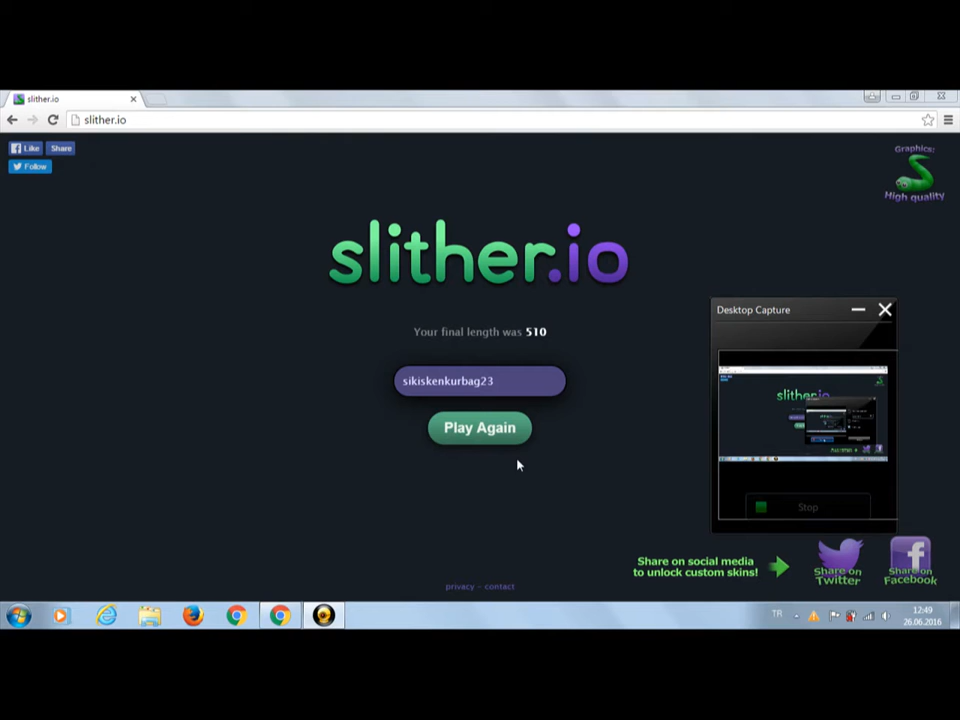 slither.io
slither.io
Like
Share
Follow
Graphics:
High quality
slither.io
Your final length was 510
Desktop Capture
sikiskenkurbag23
slither.io
Play Again
Stop
Share on social media
to unlock custom skins!
Share on
Twitter
Share on
Facebook
privacy – contact
TR
12:49
26.06.2016